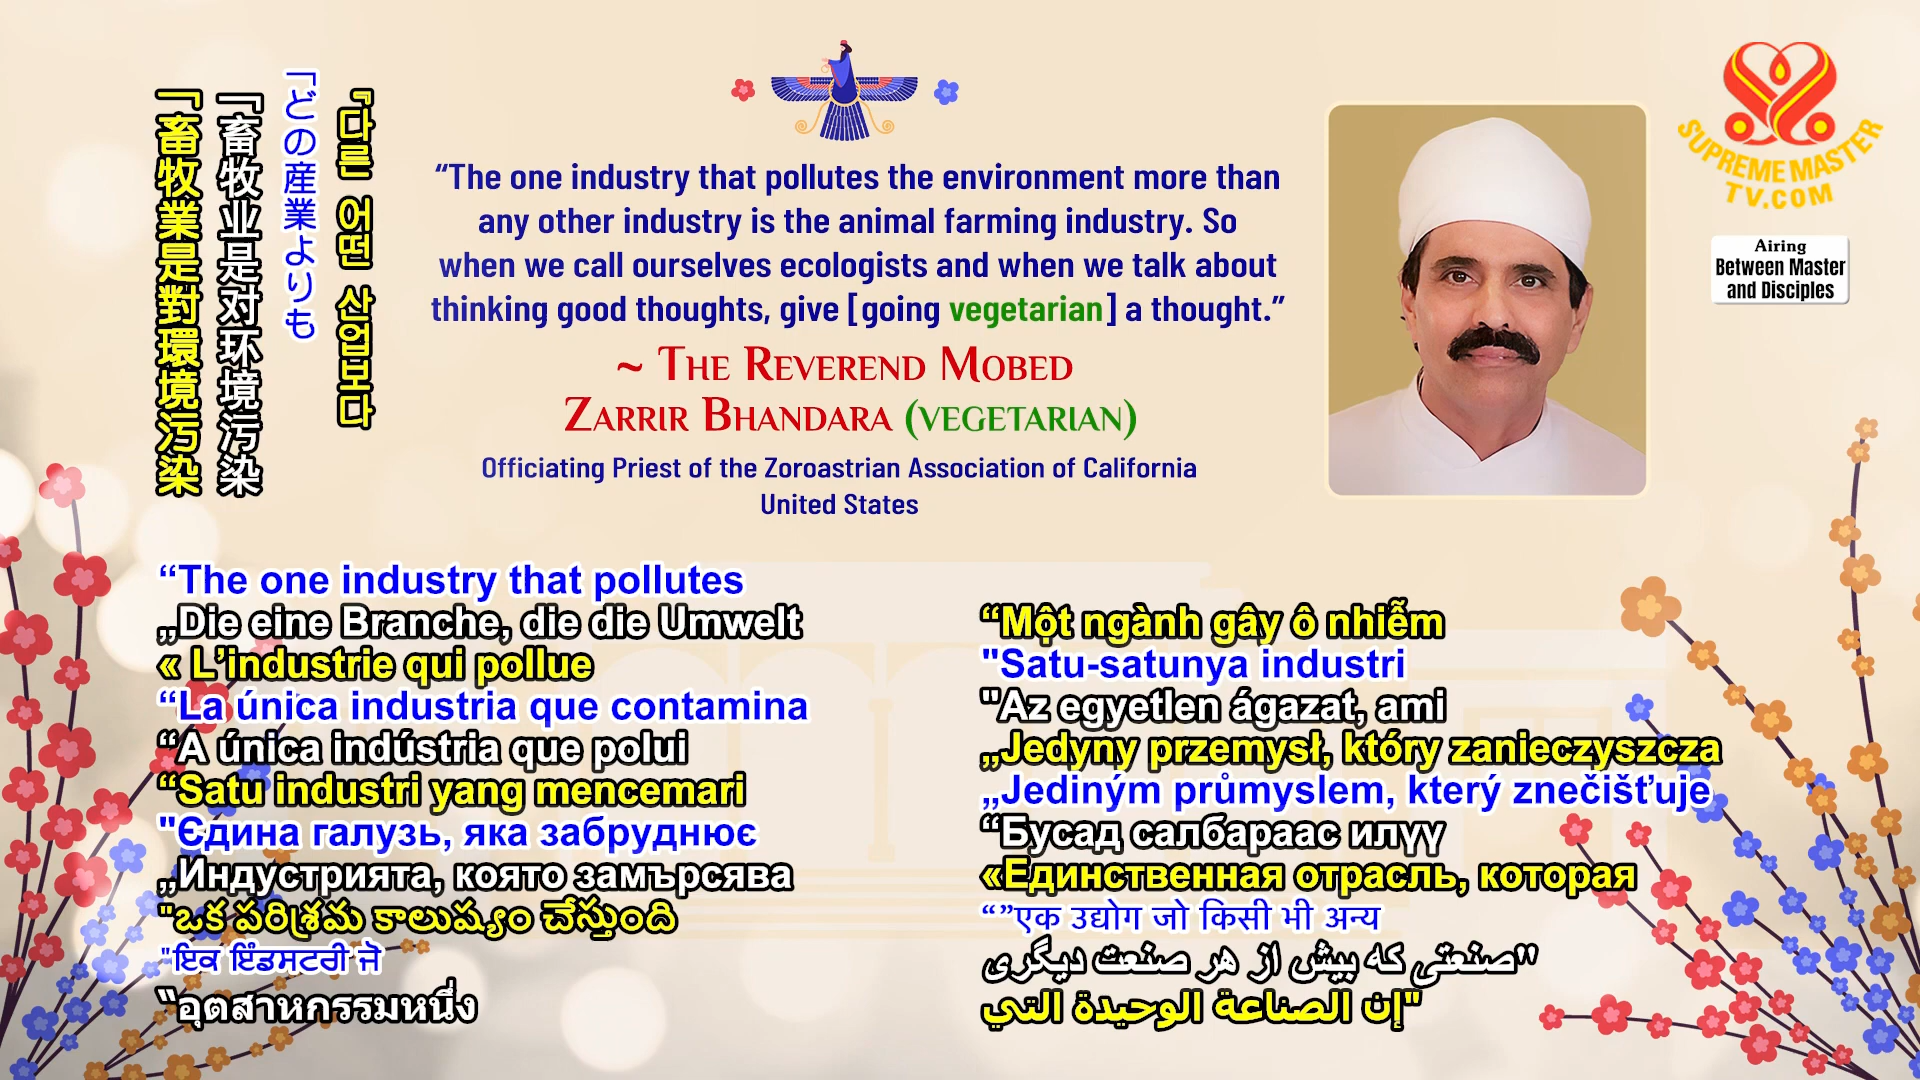 「畜牧業是對環境污染
「畜牧业是对环境污染
「どの産業よりも
『다른 어떤 산업보다
“The one industry that pollutes the environment more than
any other industry is the animal farming industry. So
when we call ourselves ecologists and when we talk about
thinking good thoughts, give [going vegetarian] a thought.”
~ THE REVEREND MOBED
ZARRIR BHANDARA (VEGETARIAN)
Officiating Priest of the Zoroastrian Association of California
United States
SUPREME MASTER
TV.COM
Airing
Between Master
and Disciples
“The one industry that pollutes
„Die eine Branche, die die Umwelt
« L’industrie qui pollue
“La única industria que contamina
“A única indústria que polui
“Satu industri yang mencemari
"Єдина галузь, яка забруднює
„Индустрията, която замърсява
"ఒక పరిశ్రమ కాలుష్యం చేస్తుంది
"ਇਕ ਇੰਡਸਟਰੀ ਜੋ
“อุตสาหกรรมหนึ่ง
“Một ngành gây ô nhiễm
"Satu-satunya industri
"Az egyetlen ágazat, ami
„Jedyny przemysł, który zanieczyszcza
„Jediným průmyslem, který znečišťuje
“Бусад салбараас илүү
«Единственная отрасль, которая
“”एक उद्योग जो किसी भी अन्य
"صنعتی که بیش از هر صنعت دیگری
"إن الصناعة الوحيدة التي